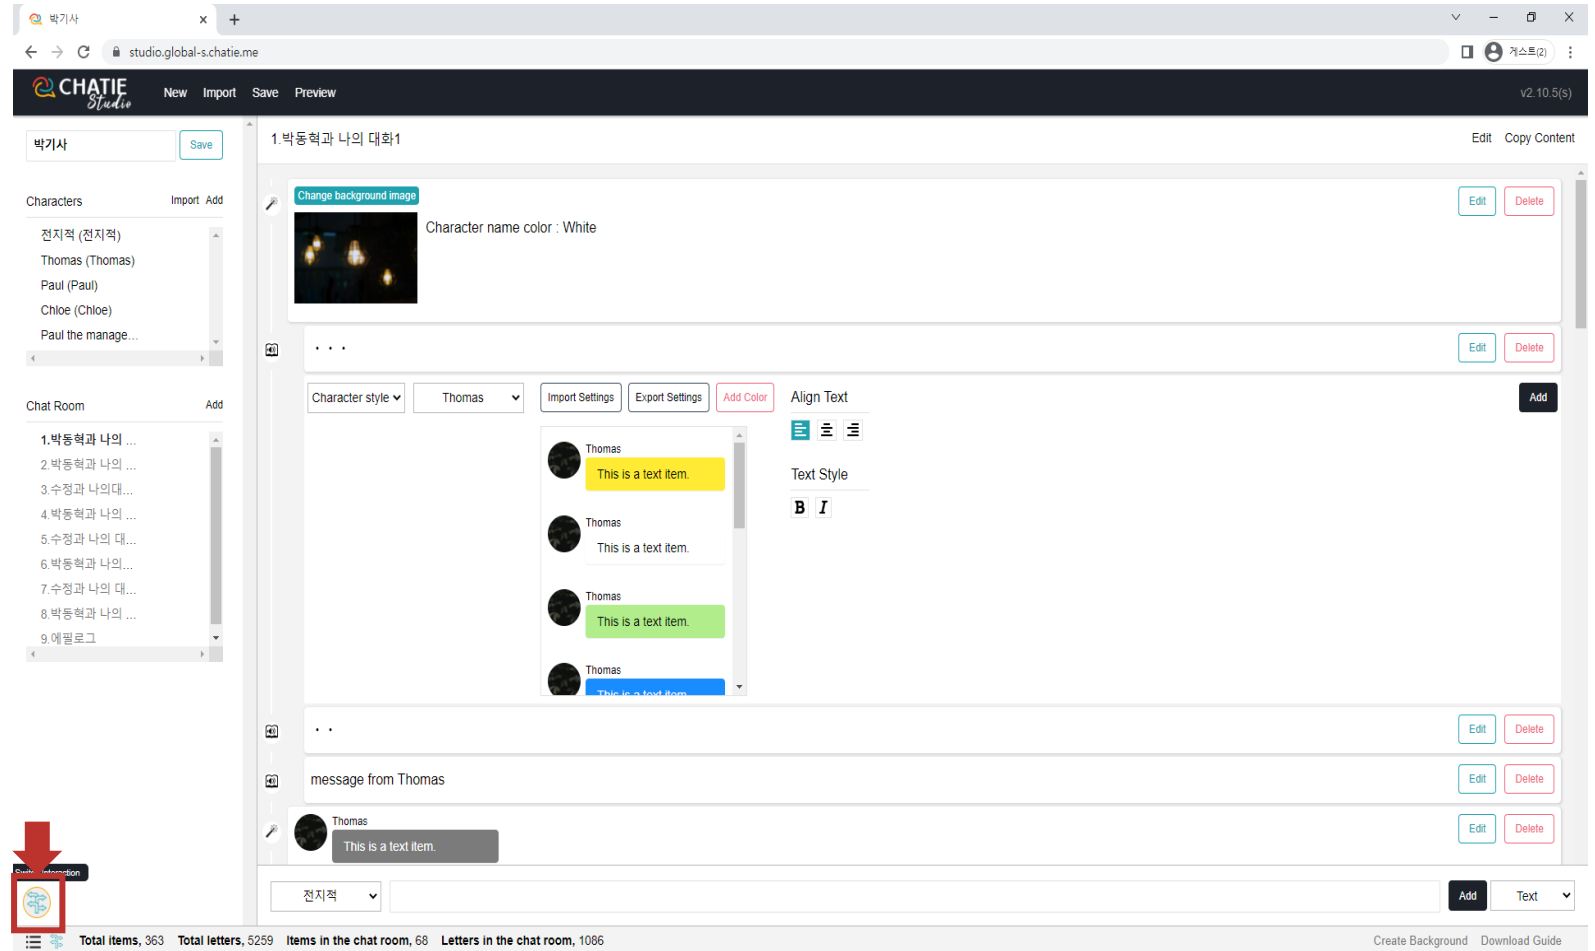 박기사
studio.global-s.chatie.me
게스트(2)
CHATIE Studio
New Import Save Preview
v2.10.5(s)
박기사 Save
1.박동혁과 나의 대화1
Edit Copy Content
Characters Import Add
전지적 (전지적)
Thomas (Thomas)
Paul (Paul)
Chloe (Chloe)
Paul the manage...
Chat Room Add
1.박동혁과 나의 ...
2.박동혁과 나의 ...
3.수정과 나의대...
4.박동혁과 나의 ...
5.수정과 나의 대...
6.박동혁과 나의...
7.수정과 나의 대...
8.박동혁과 나의 ...
9.에필로그
Change background image
Character name color : White
Edit Delete
. . .
Edit Delete
Character style Thomas Import Settings Export Settings Add Color Align Text Add
Thomas
This is a text item.
Thomas
This is a text item.
Thomas
This is a text item.
Thomas
This is a text item.
Text Style
B I
. .
Edit Delete
message from Thomas
Edit Delete
Thomas
This is a text item.
Edit Delete
전지적 Add Text
Total items, 363 Total letters, 5259 Items in the chat room, 68 Letters in the chat room, 1086
Create Background Download Guide